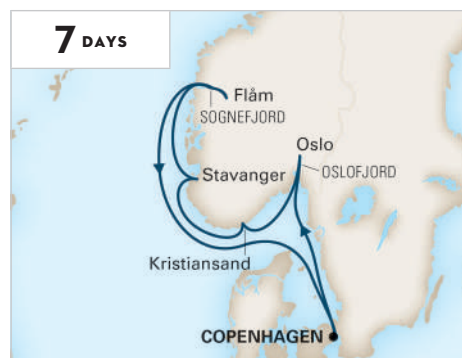 7 DAYS
Flåm
SOGNEFJORD
Oslo
OSLOFJORD
Stavanger
Kristiansand
COPENHAGEN